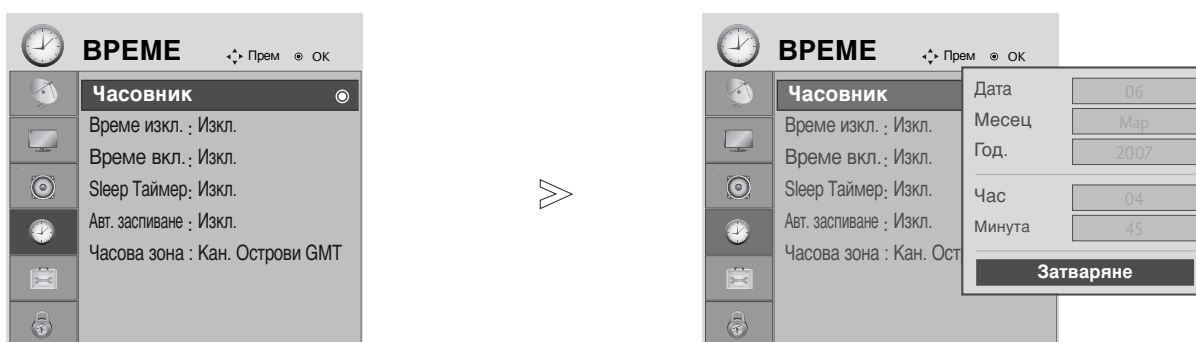 ВРЕМЕ Прем OK
Часовник
Време изкл. : Изкл.
Време вкл. : Изкл.
Sleep Таймер: Изкл.
Авт. заспиване : Изкл.
Часова зона : Кан. Острови GMT
ВРЕМЕ Прем OK
Часовник
Време изкл. : Изкл.
Време вкл. : Изкл.
Sleep Таймер: Изкл.
Авт. заспиване : Изкл.
Часова зона : Кан. Ост
Дата 06
Месец Мар
Год. 2007
Час 04
Минута 45
Затваряне